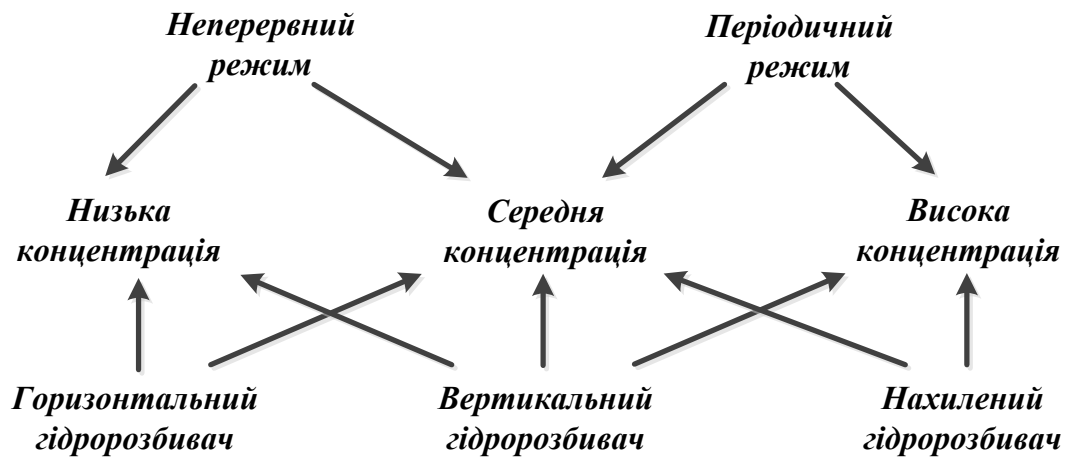 Неперервний
режим
Періодичний
режим
Низька
концентрація
Середня
концентрація
Висока
концентрація
Горизонтальний
гідророзбивач
Вертикальний
гідророзбивач
Нахилений
гідророзбивач